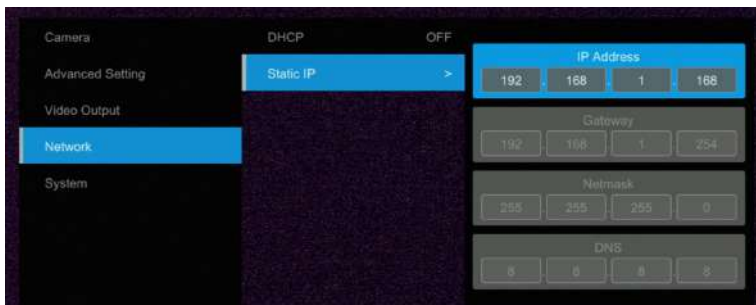 Camera
Advanced Setting
Video Output
Network
System
DHCP OFF
Static IP >
IP Address
192 . 168 . 1 . 168
Gateway
192 . 168 . 1 . 254
Netmask
255 . 255 . 255 . 0
DNS
8 . 8 . 8 . 8